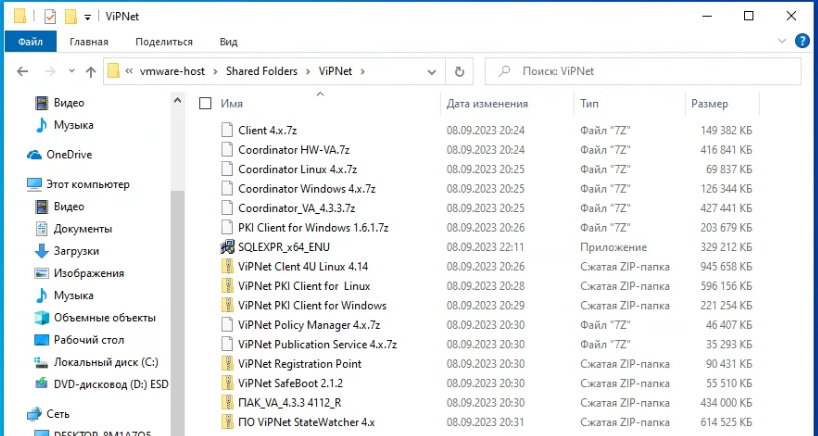 ViPNet
Файл Главная Поделиться Вид
« vmware-host > Shared Folders > ViPNet > Поиск: ViPNet
Видео
Музыка
OneDrive
Этот компьютер
Видео
Документы
Загрузки
Изображения
Музыка
Объемные объекты
Рабочий стол
Локальный диск (C:)
DVD-дисковод (D:) ESD
Сеть
DESKTOP-8M1A7O5
Имя Дата изменения Тип Размер
Client 4.x.7z 08.09.2023 20:24 Файл "7Z" 149 382 КБ
Coordinator HW-VA.7z 08.09.2023 20:24 Файл "7Z" 416 841 КБ
Coordinator Linux 4.x.7z 08.09.2023 20:25 Файл "7Z" 69 837 КБ
Coordinator Windows 4.x.7z 08.09.2023 20:25 Файл "7Z" 126 344 КБ
Coordinator_VA_4.3.3.7z 08.09.2023 20:25 Файл "7Z" 427 441 КБ
PKI Client for Windows 1.6.1.7z 08.09.2023 20:26 Файл "7Z" 203 679 КБ
SQLEXPR_x64_ENU 08.09.2023 22:11 Приложение 329 212 КБ
ViPNet Clent 4U Linux 4.14 08.09.2023 20:26 Сжатая ZIP-папка 945 658 КБ
ViPNet PKI Client for Linux 08.09.2023 20:28 Сжатая ZIP-папка 596 156 КБ
ViPNet PKI Client for Windows 08.09.2023 20:29 Сжатая ZIP-папка 221 254 КБ
ViPNet Policy Manager 4.x.7z 08.09.2023 20:30 Файл "7Z" 46 407 КБ
ViPNet Publication Service 4.x.7z 08.09.2023 20:30 Файл "7Z" 35 293 КБ
ViPNet Registration Point 08.09.2023 20:30 Сжатая ZIP-папка 90 431 КБ
ViPNet SafeBoot 2.1.2 08.09.2023 20:30 Сжатая ZIP-папка 55 510 КБ
ПАК_VA_4.3.3 4112_R 08.09.2023 20:30 Сжатая ZIP-папка 434 000 КБ
ПО ViPNet StateWatcher 4.x 08.09.2023 20:31 Сжатая ZIP-папка 614 525 КБ